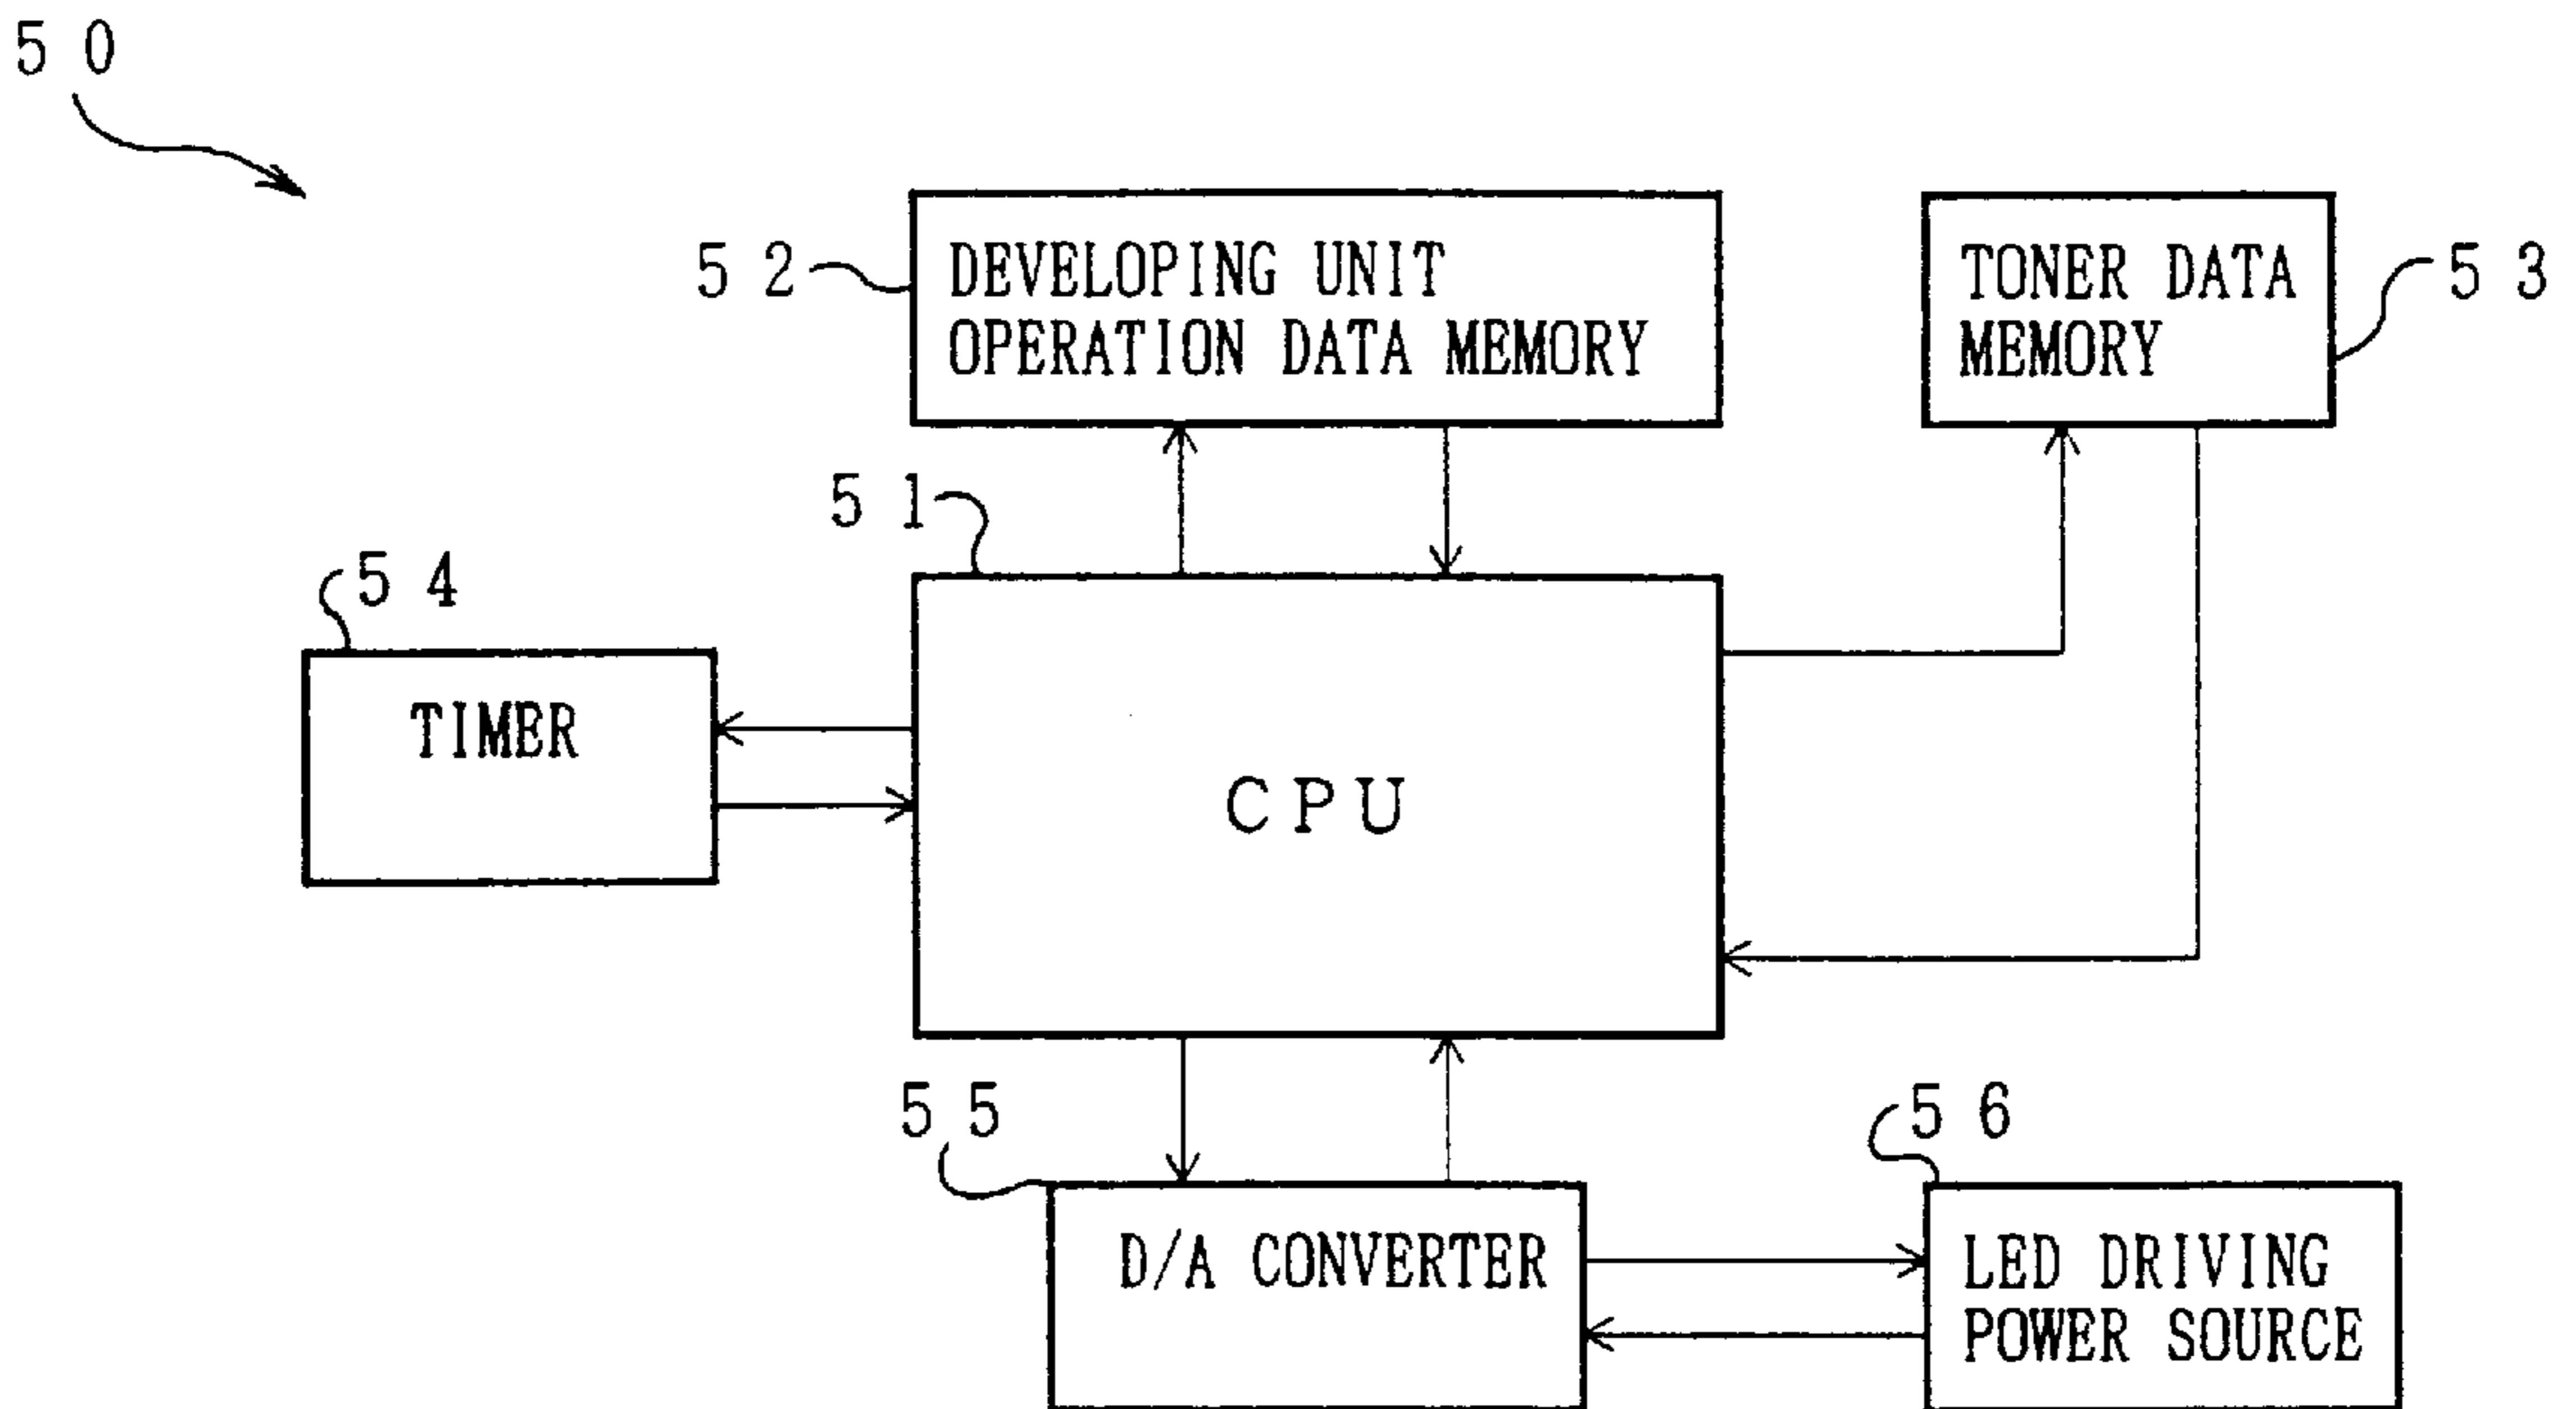 50
52
DEVELOPING UNIT
OPERATION DATA MEMORY
TONER DATA
MEMORY
53
51
54
TIMER
CPU
55
56
D/A CONVERTER
LED DRIVING
POWER SOURCE